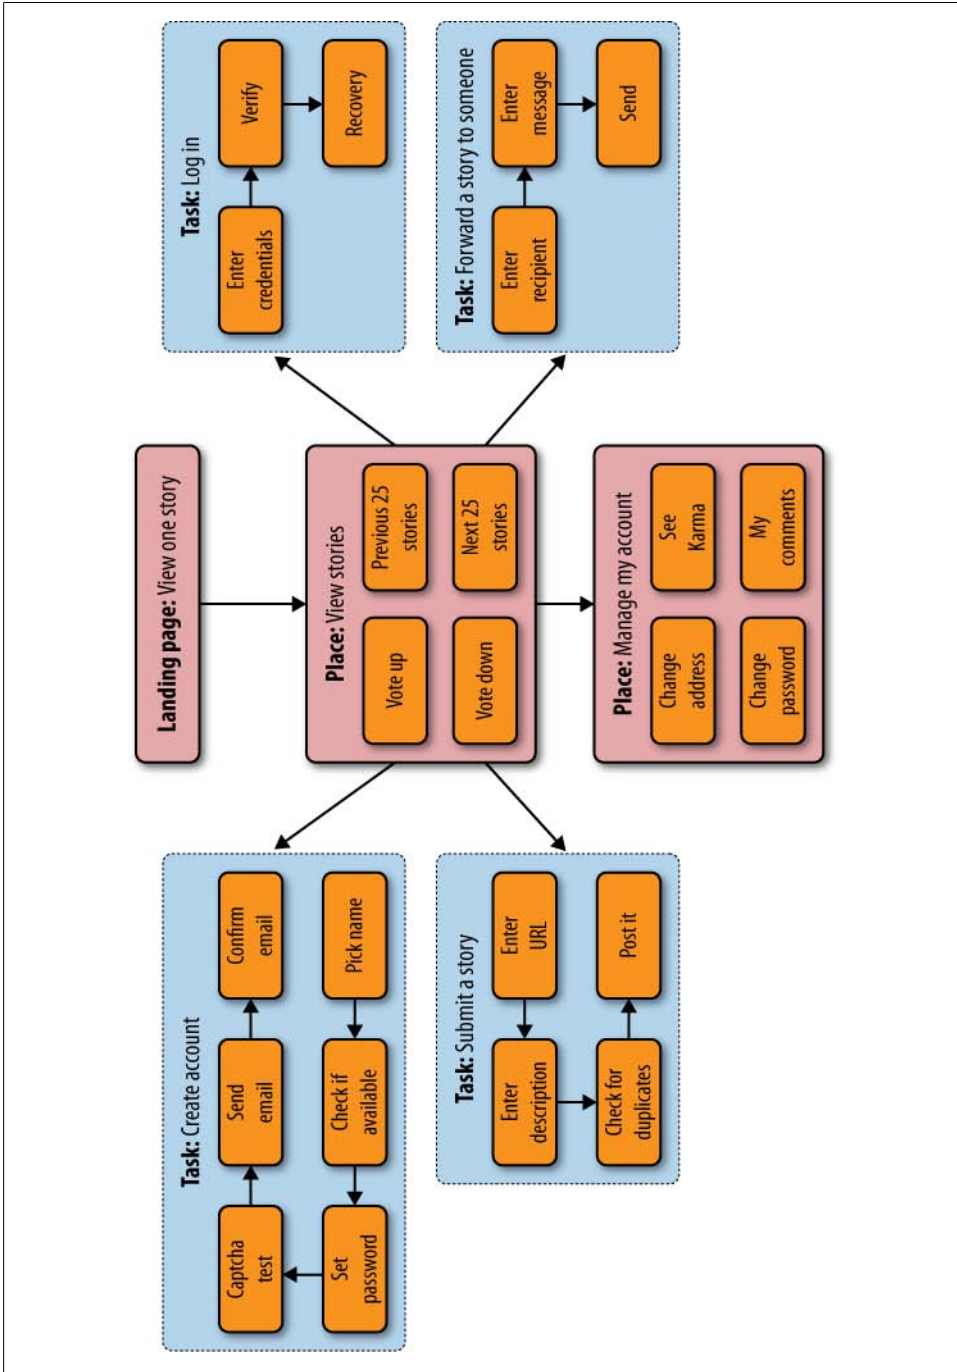 Landing page: View one story
Task: Create account
Captcha
test
Send
email
Confirm
email
Set
password
Check if
available
Pick name
Place: View stories
Vote up
Previous 25
stories
Vote down
Next 25
stories
Task: Log in
Enter
credentials
Verify
Recovery
Task: Submit a story
Enter
description
Enter
URL
Check for
duplicates
Post it
Place: Manage my account
Change
address
See
Karma
Change
password
My
comments
Task: Forward a story to someone
Enter
recipient
Enter
message
Send